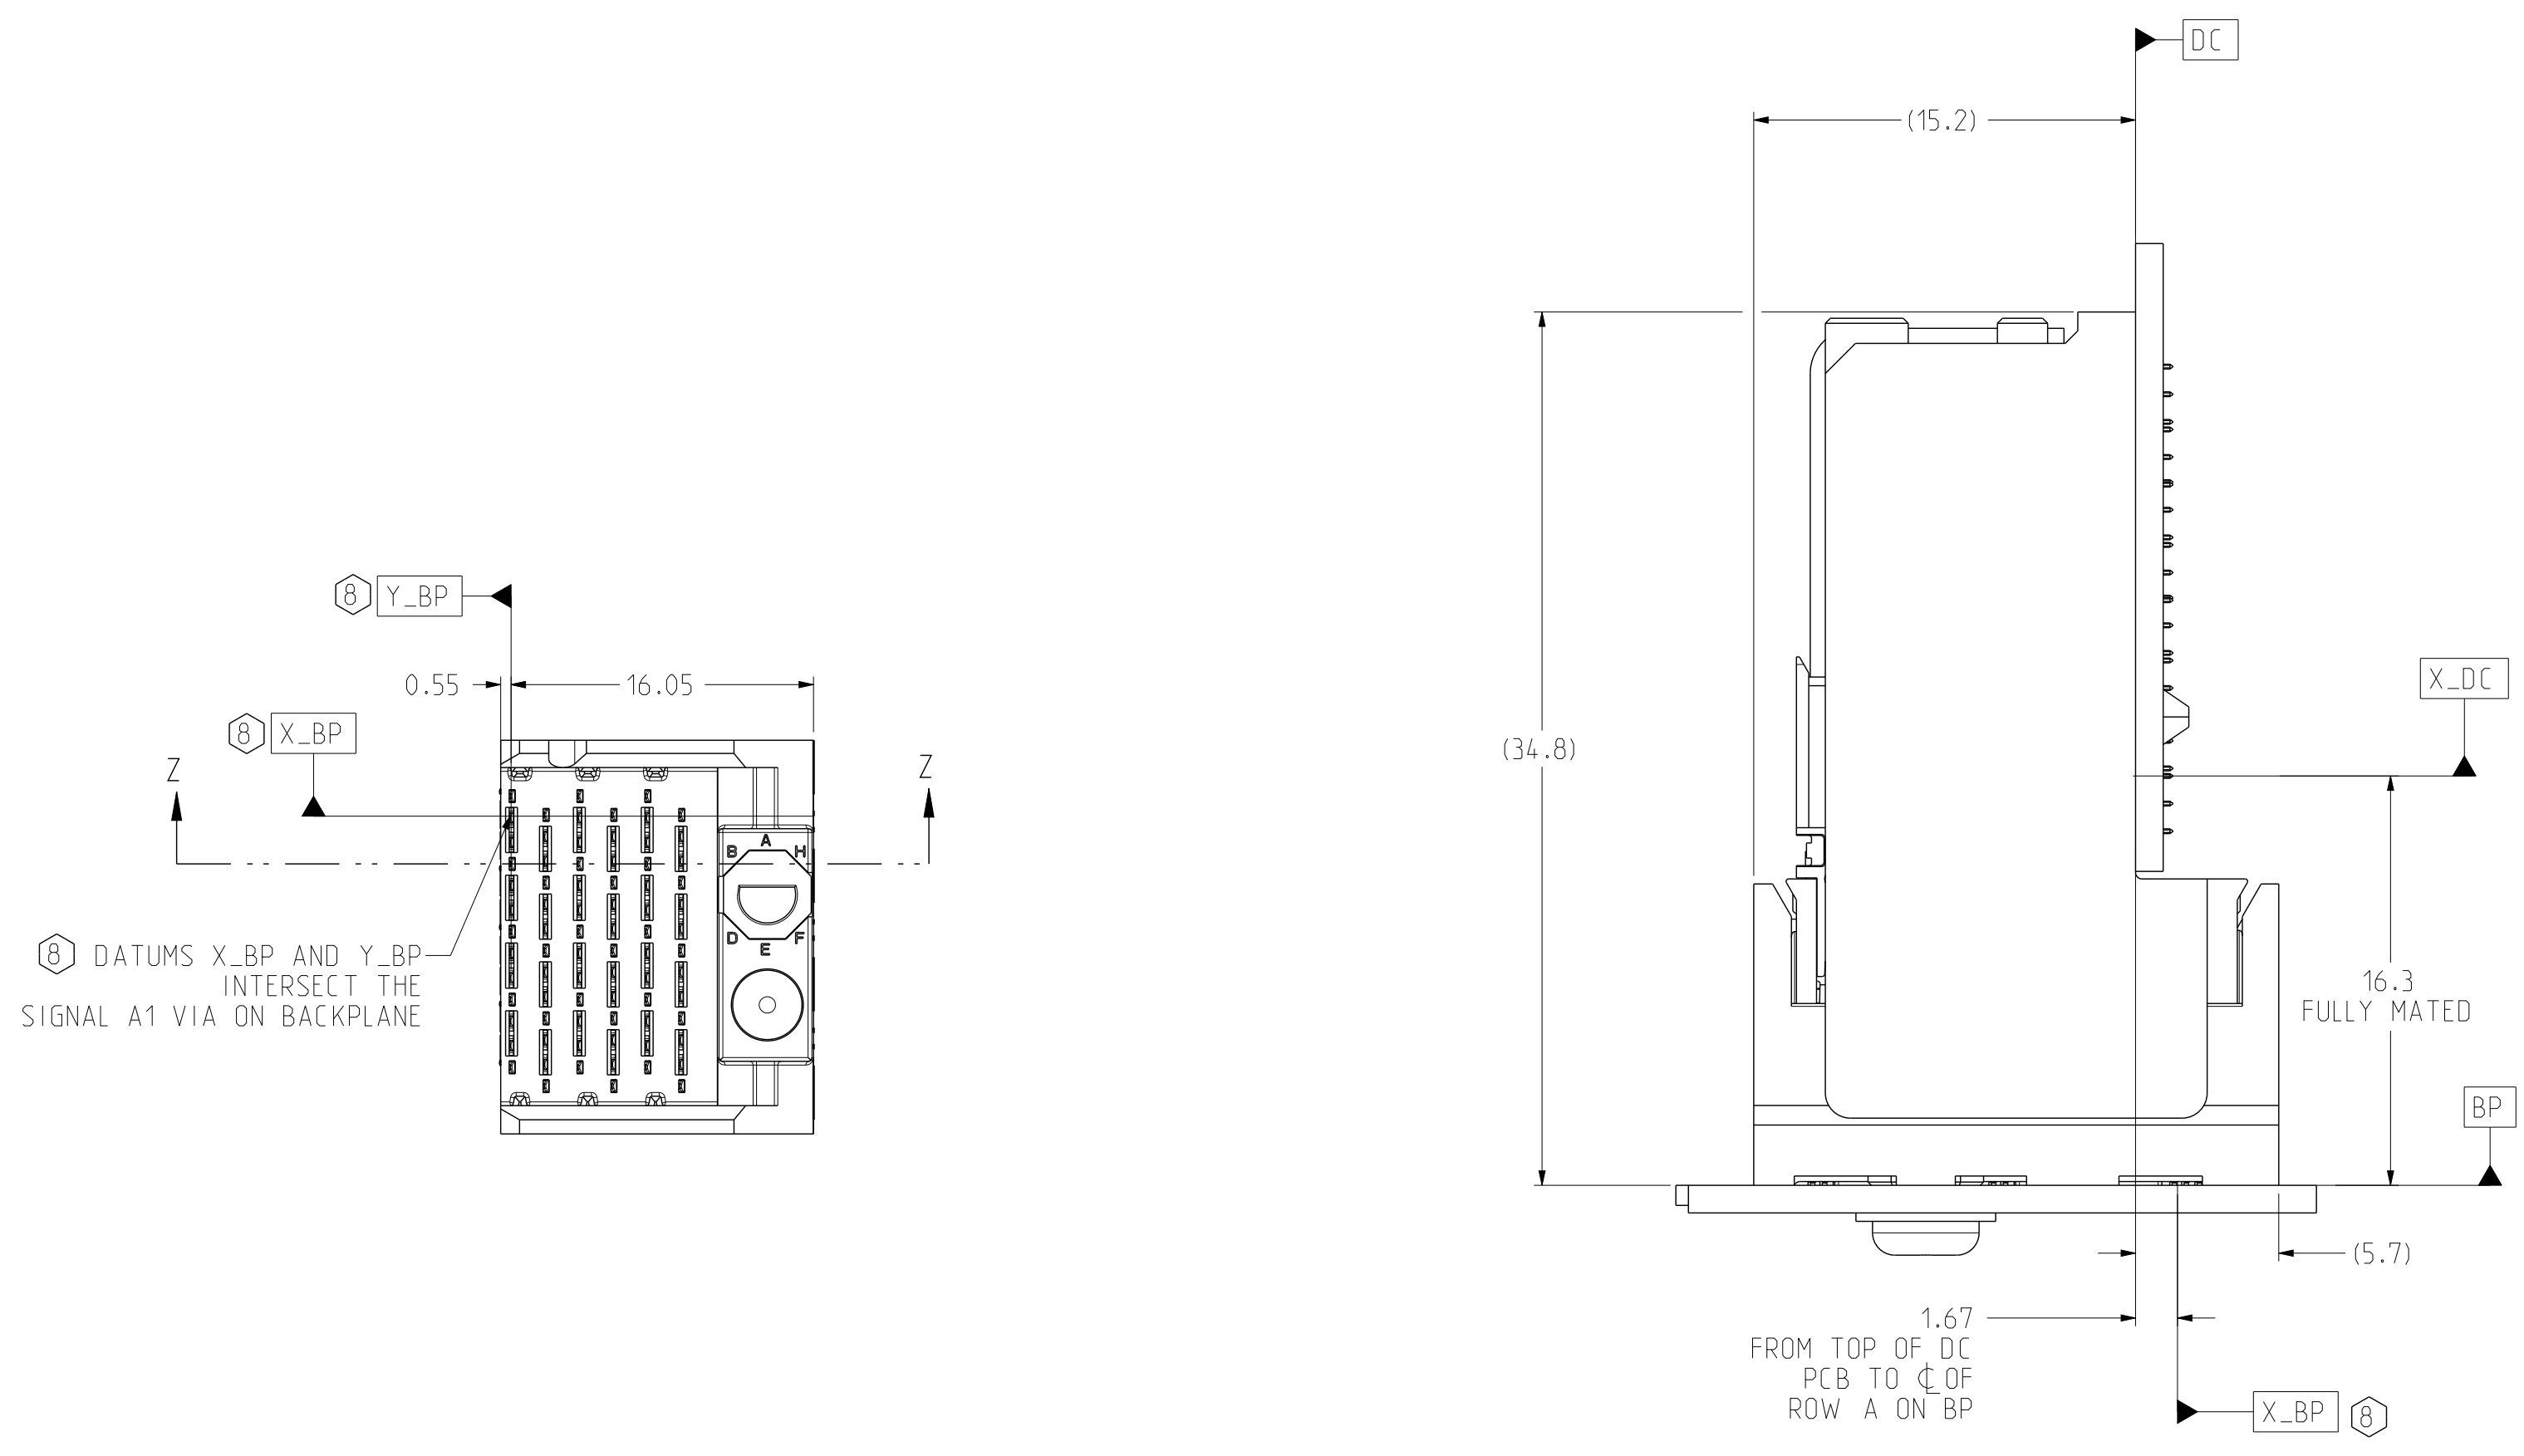 DC
(15.2)
8 Y_BP
0.55
16.05
8 X_BP
Z
Z
X_DC
(34.8)
A
B
H
D
F
E
8 DATUMS X_BP AND Y_BP
INTERSECT THE
SIGNAL A1 VIA ON BACKPLANE
16.3
FULLY MATED
BP
(5.7)
1.67
FROM TOP OF DC
PCB TO ℄ OF
ROW A ON BP
X_BP 8